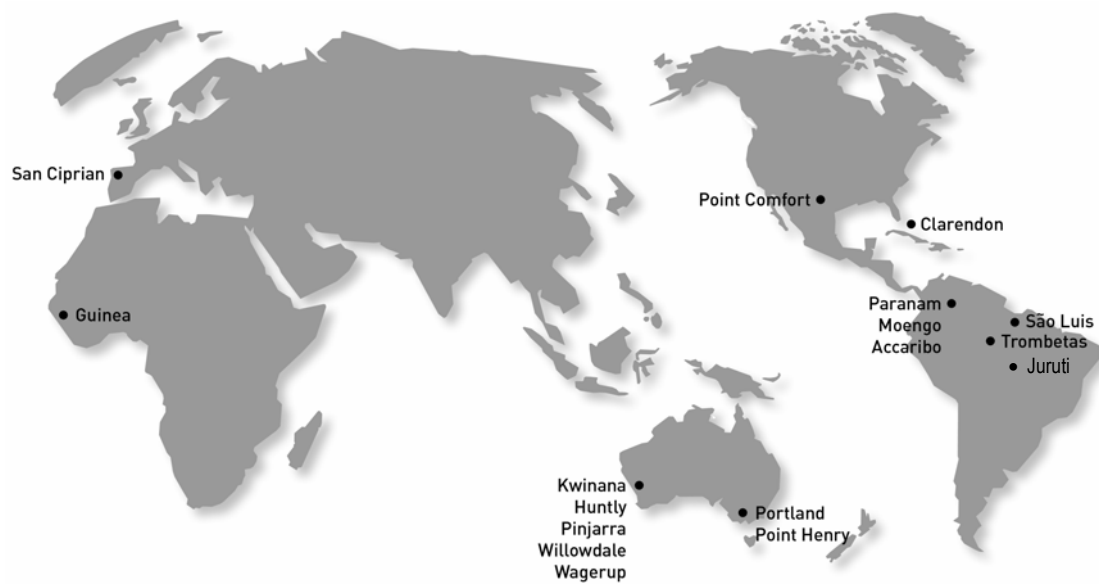 San Ciprian
Point Comfort
Clarendon
Guinea
Paranam
Moengo
Accaribo
São Luis
Trombetas
Juruti
Kwinana
Huntly
Pinjarra
Willowdale
Wagerup
Portland
Point Henry